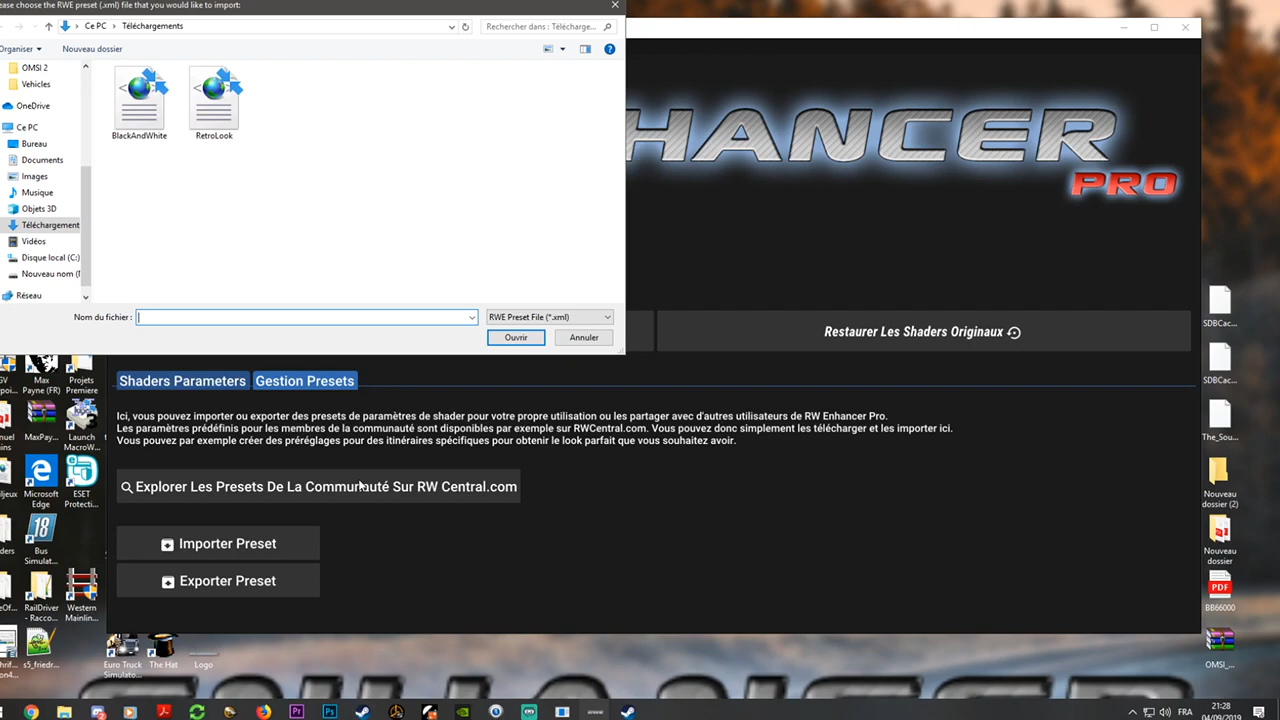 ease choose the RWE preset (.xml) file that you would like to import:
Ce PC > Téléchargements
Rechercher dans : Télécharge...
Organiser
Nouveau dossier
OMSI 2
Vehicles
OneDrive
Ce PC
Bureau
Documents
Images
Musique
Objets 3D
Téléchargement
Vidéos
Disque local (C:)
Nouveau nom (
Réseau
BlackAndWhite
RetroLook
Nom du fichier :
RWE Preset File (*.xml)
Ouvrir
Annuler
HANCER
PRO
Restaurer Les Shaders Originaux
Shaders Parameters
Gestion Presets
Ici, vous pouvez importer ou exporter des presets de paramètres de shader pour votre propre utilisation ou les partager avec d'autres utilisateurs de RW Enhancer Pro.
Les paramètres prédéfinis pour les membres de la communauté sont disponibles par exemple sur RWCentral.com. Vous pouvez donc simplement les télécharger et les importer ici.
Vous pouvez par exemple créer des préréglages pour des itinéraires spécifiques pour obtenir le look parfait que vous souhaitez avoir.
Explorer Les Presets De La Communauté Sur RW Central.com
Importer Preset
Exporter Preset
Max
Payne (FR)
Projets
Premiere
MaxPay...
Launch
MacroW...
Microsoft
Edge
ESET
Protecti...
18
Bus
Simulat...
RailDriver
- Racco...
Western
Mainlin...
s5_friedr...
Euro Truck
Simulato...
The Hat
Logo
SDBCac...
SDBCac...
The_Sou...
Nouveau
dossier (2)
Nouveau
dossier
PDF
BB66000
OMSI_...
FRA
21:28
04/09/2019